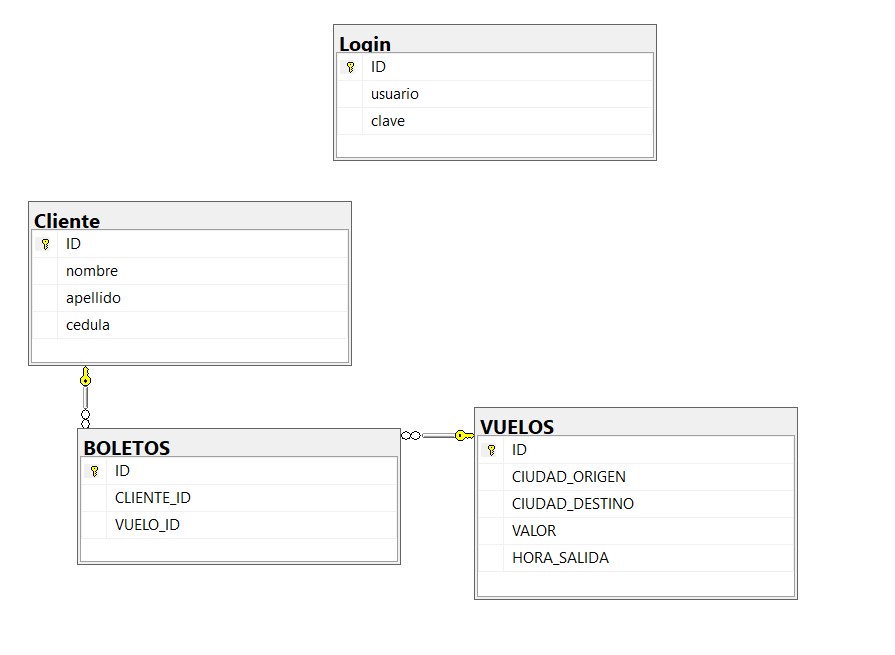 Login
ID
usuario
clave
Cliente
ID
nombre
apellido
cedula
BOLETOS
ID
CLIENTE_ID
VUELO_ID
VUELOS
ID
CIUDAD_ORIGEN
CIUDAD_DESTINO
VALOR
HORA_SALIDA